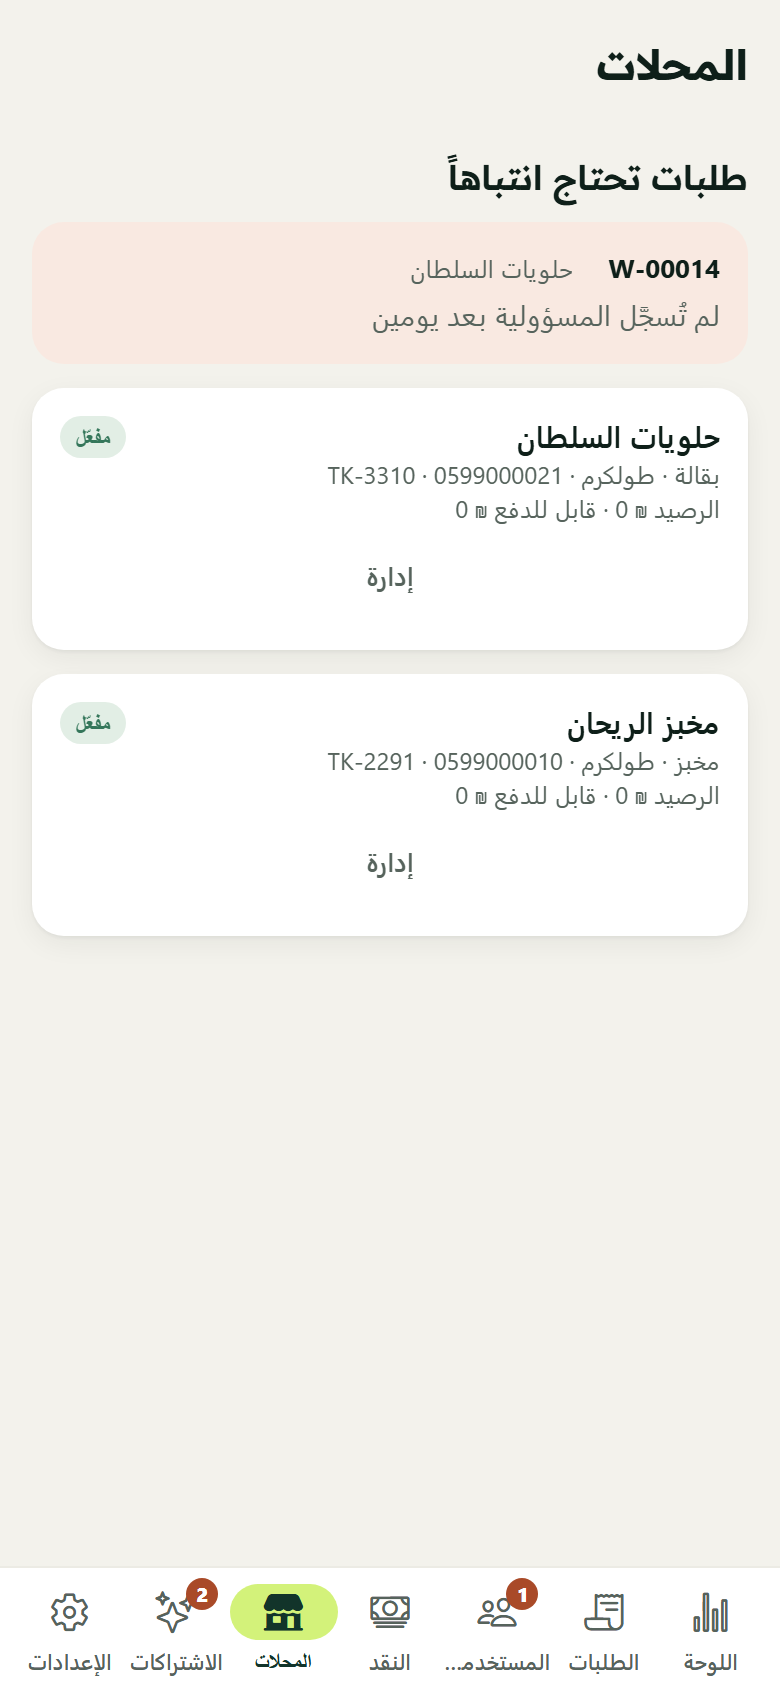 المحلات
طلبات تحتاج انتباهاً
W-00014 حلويات السلطان
لم تُسجَّل المسؤولية بعد يومين
حلويات السلطان
مفعّل
بقالة · طولكرم · 0599000021 · TK-3310
الرصيد ₪ 0 · قابل للدفع ₪ 0
إدارة
مخبز الريحان
مفعّل
مخبز · طولكرم · 0599000010 · TK-2291
الرصيد ₪ 0 · قابل للدفع ₪ 0
إدارة
اللوحة
الطلبات
1
المستخدمـ...
النقد
المحلات
2
الاشتراكات
الإعدادات